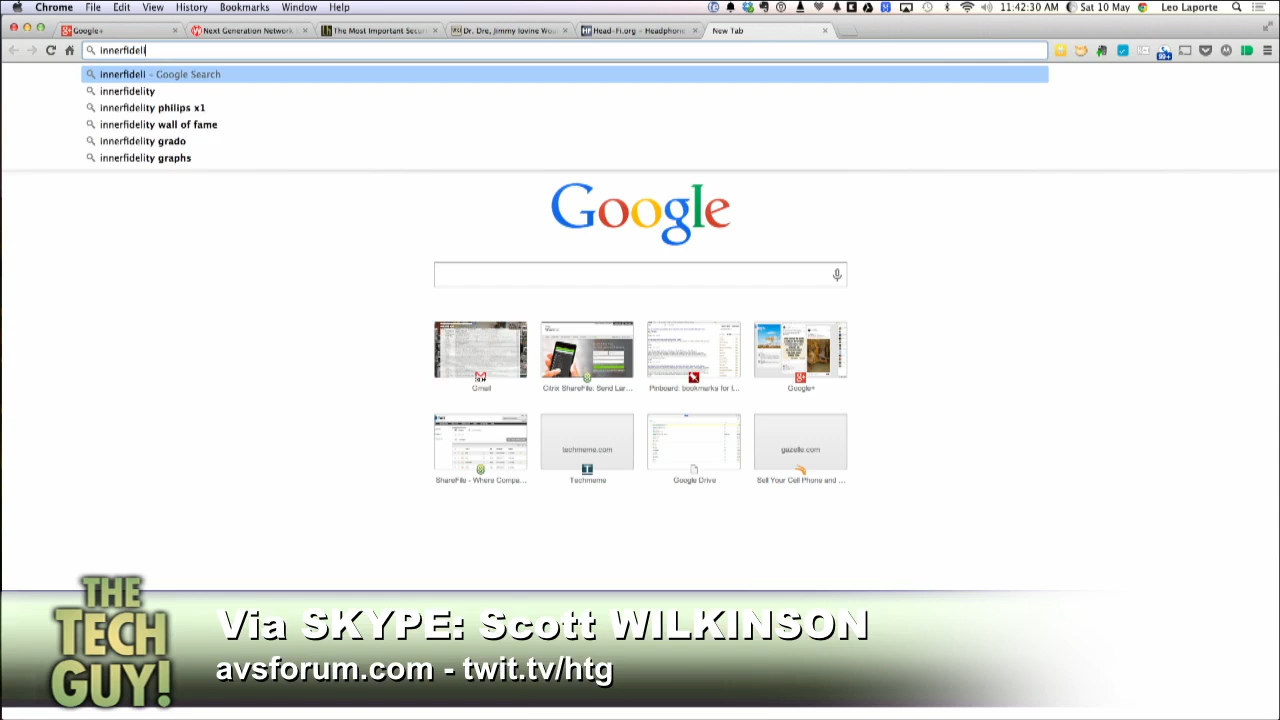 Chrome File Edit View History Bookmarks Window Help 11:42:30 AM Sat 10 May Leo Laporte
Google+ Next Generation Network The Most Important Secur Dr. Dre, Jimmy Iovine Wou Head-Fi.org - Headphone New Tab
innerfideli
99+
innerfideli - Google Search
innerfidelity
innerfidelity philips x1
innerfidelity wall of fame
innerfidelity grado
innerfidelity graphs
Google
Gmail Citrix ShareFile: Send Lar... Pinboard: bookmarks for l... Google+
techmeme.com gazelle.com
ShareFile - Where Compa... Techmeme Google Drive Sell Your Cell Phone and ...
THE
TECH
GUY!
Via SKYPE: Scott WILKINSON
avsforum.com - twit.tv/htg